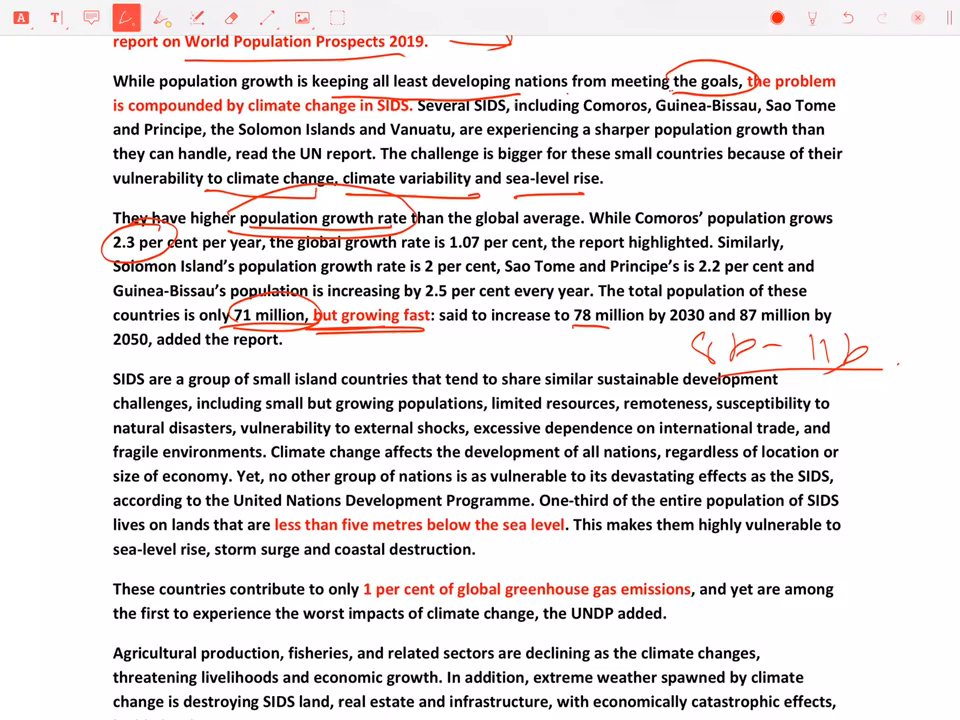 A T
report on World Population Prospects 2019.
While population growth is keeping all least developing nations from meeting the goals, the problem
is compounded by climate change in SIDS. Several SIDS, including Comoros, Guinea-Bissau, Sao Tome
and Principe, the Solomon Islands and Vanuatu, are experiencing a sharper population growth than
they can handle, read the UN report. The challenge is bigger for these small countries because of their
vulnerability to climate change, climate variability and sea-level rise.
They have higher population growth rate than the global average. While Comoros’ population grows
2.3 per cent per year, the global growth rate is 1.07 per cent, the report highlighted. Similarly,
Solomon Island’s population growth rate is 2 per cent, Sao Tome and Principe’s is 2.2 per cent and
Guinea-Bissau’s population is increasing by 2.5 per cent every year. The total population of these
countries is only 71 million, but growing fast: said to increase to 78 million by 2030 and 87 million by
2050, added the report.
8b - 11b
SIDS are a group of small island countries that tend to share similar sustainable development
challenges, including small but growing populations, limited resources, remoteness, susceptibility to
natural disasters, vulnerability to external shocks, excessive dependence on international trade, and
fragile environments. Climate change affects the development of all nations, regardless of location or
size of economy. Yet, no other group of nations is as vulnerable to its devastating effects as the SIDS,
according to the United Nations Development Programme. One-third of the entire population of SIDS
lives on lands that are less than five metres below the sea level. This makes them highly vulnerable to
sea-level rise, storm surge and coastal destruction.
These countries contribute to only 1 per cent of global greenhouse gas emissions, and yet are among
the first to experience the worst impacts of climate change, the UNDP added.
Agricultural production, fisheries, and related sectors are declining as the climate changes,
threatening livelihoods and economic growth. In addition, extreme weather spawned by climate
change is destroying SIDS land, real estate and infrastructure, with economically catastrophic effects,